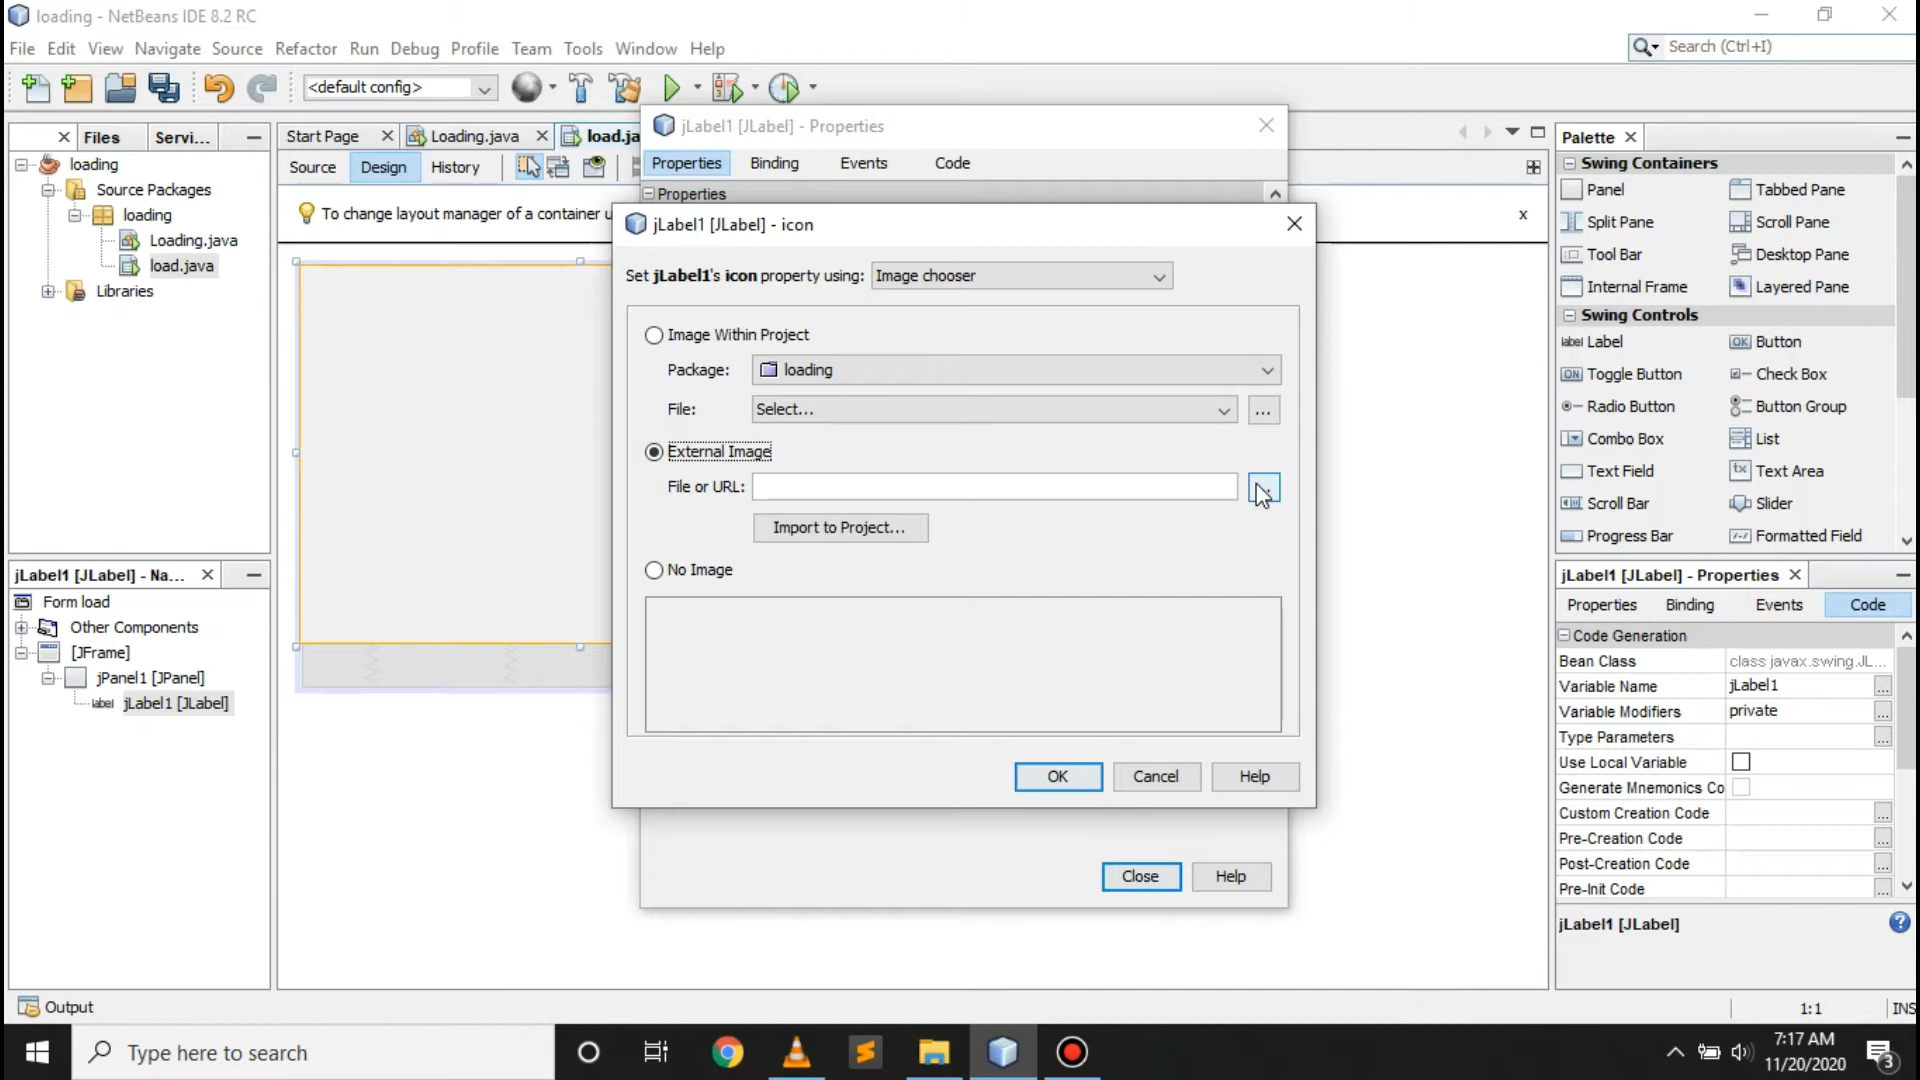 loading - NetBeans IDE 8.2 RC
File Edit View Navigate Source Refactor Run Debug Profile Team Tools Window Help
Search (Ctrl+I)
<default config>
Files Servi...
Start Page Loading.java load.ja
Source Design History
To change layout manager of a container u
x
loading
Source Packages
loading
Loading.java
load.java
Libraries
jLabel1 [JLabel] - Na...
Form load
Other Components
[JFrame]
jPanel1 [JPanel]
label jLabel1 [JLabel]
jLabel1 [JLabel] - Properties
Properties Binding Events Code
Properties
jLabel1 [JLabel] - icon
Set jLabel1's icon property using: Image chooser
Image Within Project
Package: loading
File: Select... ...
External Image
File or URL:
Import to Project...
No Image
OK Cancel Help
Close Help
Palette
Swing Containers
Panel Tabbed Pane
Split Pane Scroll Pane
Tool Bar Desktop Pane
Internal Frame Layered Pane
Swing Controls
label Label OK Button
ON Toggle Button Check Box
Radio Button Button Group
Combo Box List
Text Field Text Area
Scroll Bar Slider
Progress Bar Formatted Field
jLabel1 [JLabel] - Properties
Properties Binding Events Code
Code Generation
Bean Class class javax.swing.JL...
Variable Name jLabel1 ...
Variable Modifiers private ...
Type Parameters ...
Use Local Variable
Generate Mnemonics Co
Custom Creation Code ...
Pre-Creation Code ...
Post-Creation Code ...
Pre-Init Code ...
jLabel1 [JLabel]
Output
1:1 INS
Type here to search
7:17 AM
11/20/2020
3